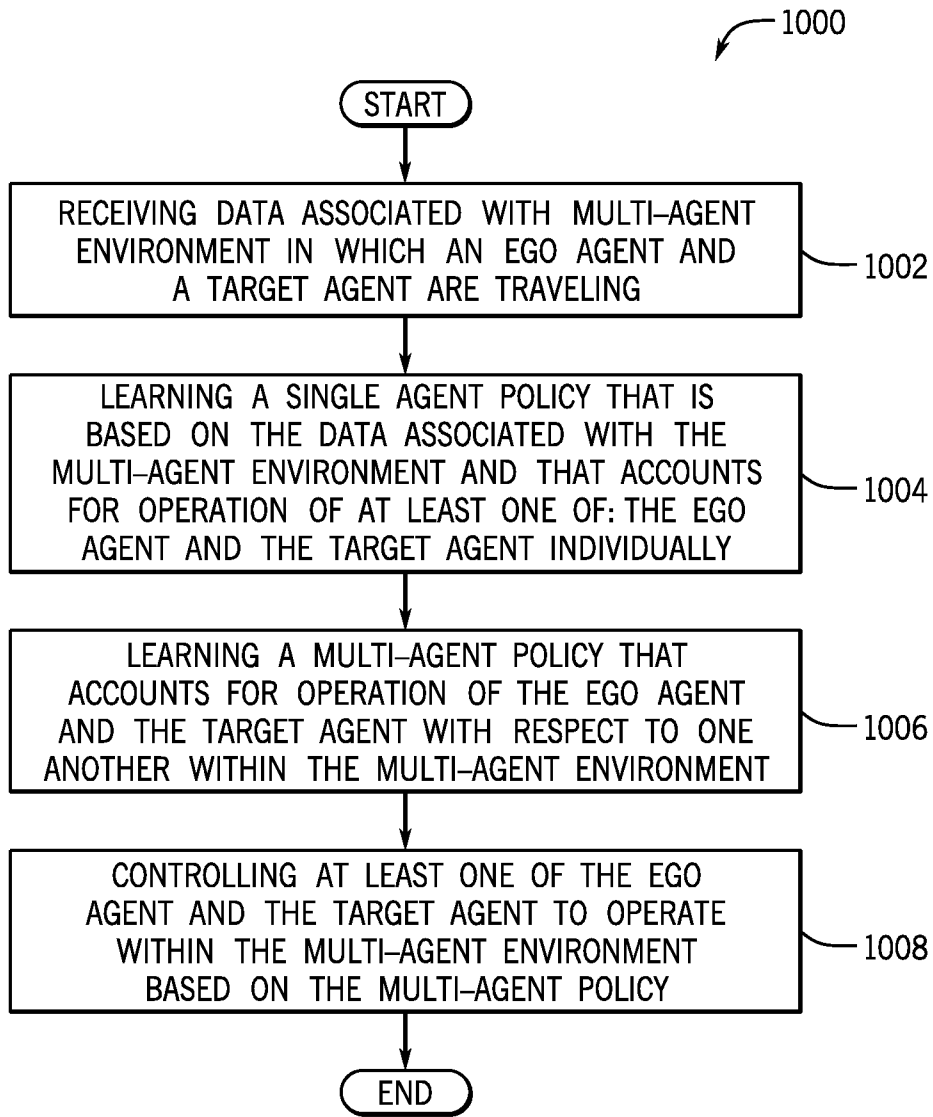 1000
START
RECEIVING DATA ASSOCIATED WITH MULTI–AGENT
ENVIRONMENT IN WHICH AN EGO AGENT AND
A TARGET AGENT ARE TRAVELING
1002
LEARNING A SINGLE AGENT POLICY THAT IS
BASED ON THE DATA ASSOCIATED WITH THE
MULTI–AGENT ENVIRONMENT AND THAT ACCOUNTS
FOR OPERATION OF AT LEAST ONE OF: THE EGO
AGENT AND THE TARGET AGENT INDIVIDUALLY
1004
LEARNING A MULTI–AGENT POLICY THAT
ACCOUNTS FOR OPERATION OF THE EGO AGENT
AND THE TARGET AGENT WITH RESPECT TO ONE
ANOTHER WITHIN THE MULTI–AGENT ENVIRONMENT
1006
CONTROLLING AT LEAST ONE OF THE EGO
AGENT AND THE TARGET AGENT TO OPERATE
WITHIN THE MULTI–AGENT ENVIRONMENT
BASED ON THE MULTI–AGENT POLICY
1008
END